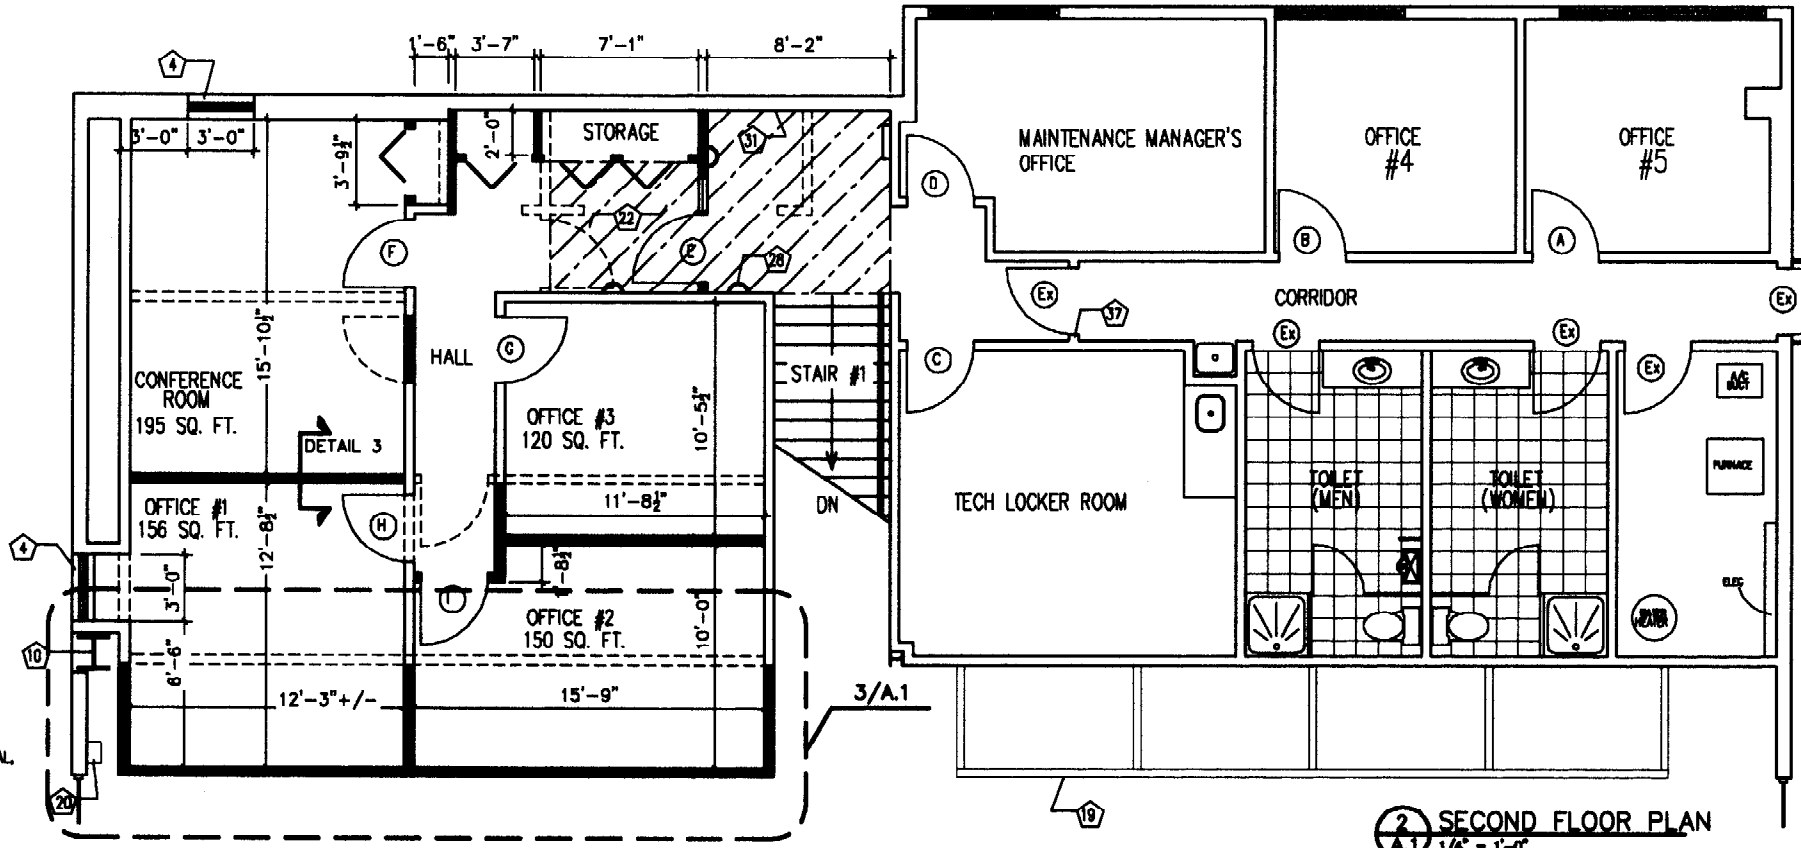 1'-6" 3'-7" 7'-1" 8'-2"
4
3'-0" 3'-0"
3'-9½"
2'-0"
STORAGE
31
MAINTENANCE MANAGER'S
OFFICE
OFFICE
#4
OFFICE
#5
D
22
F
E
28
B
A
Ex
CORRIDOR
Ex
37
Ex
Ex
Ex
15'-10½"
HALL
G
C
STAIR #1
A/C
DUCT
CONFERENCE
ROOM
195 SQ. FT.
DETAIL 3
OFFICE #3
120 SQ. FT.
10'-5½"
FURNACE
TOILET
(MEN)
TOILET
(WOMEN)
TECH LOCKER ROOM
11'-8½"
DN
OFFICE #1
156 SQ. FT.
12'-8½"
H
4
3'-0"
I
OFFICE #2
150 SQ. FT.
10'-0"
ELEC
WATER
HEATER
10
6'-6"
12'-3"+/-
15'-9"
3/A.1
20
19
2
A.1
SECOND FLOOR PLAN